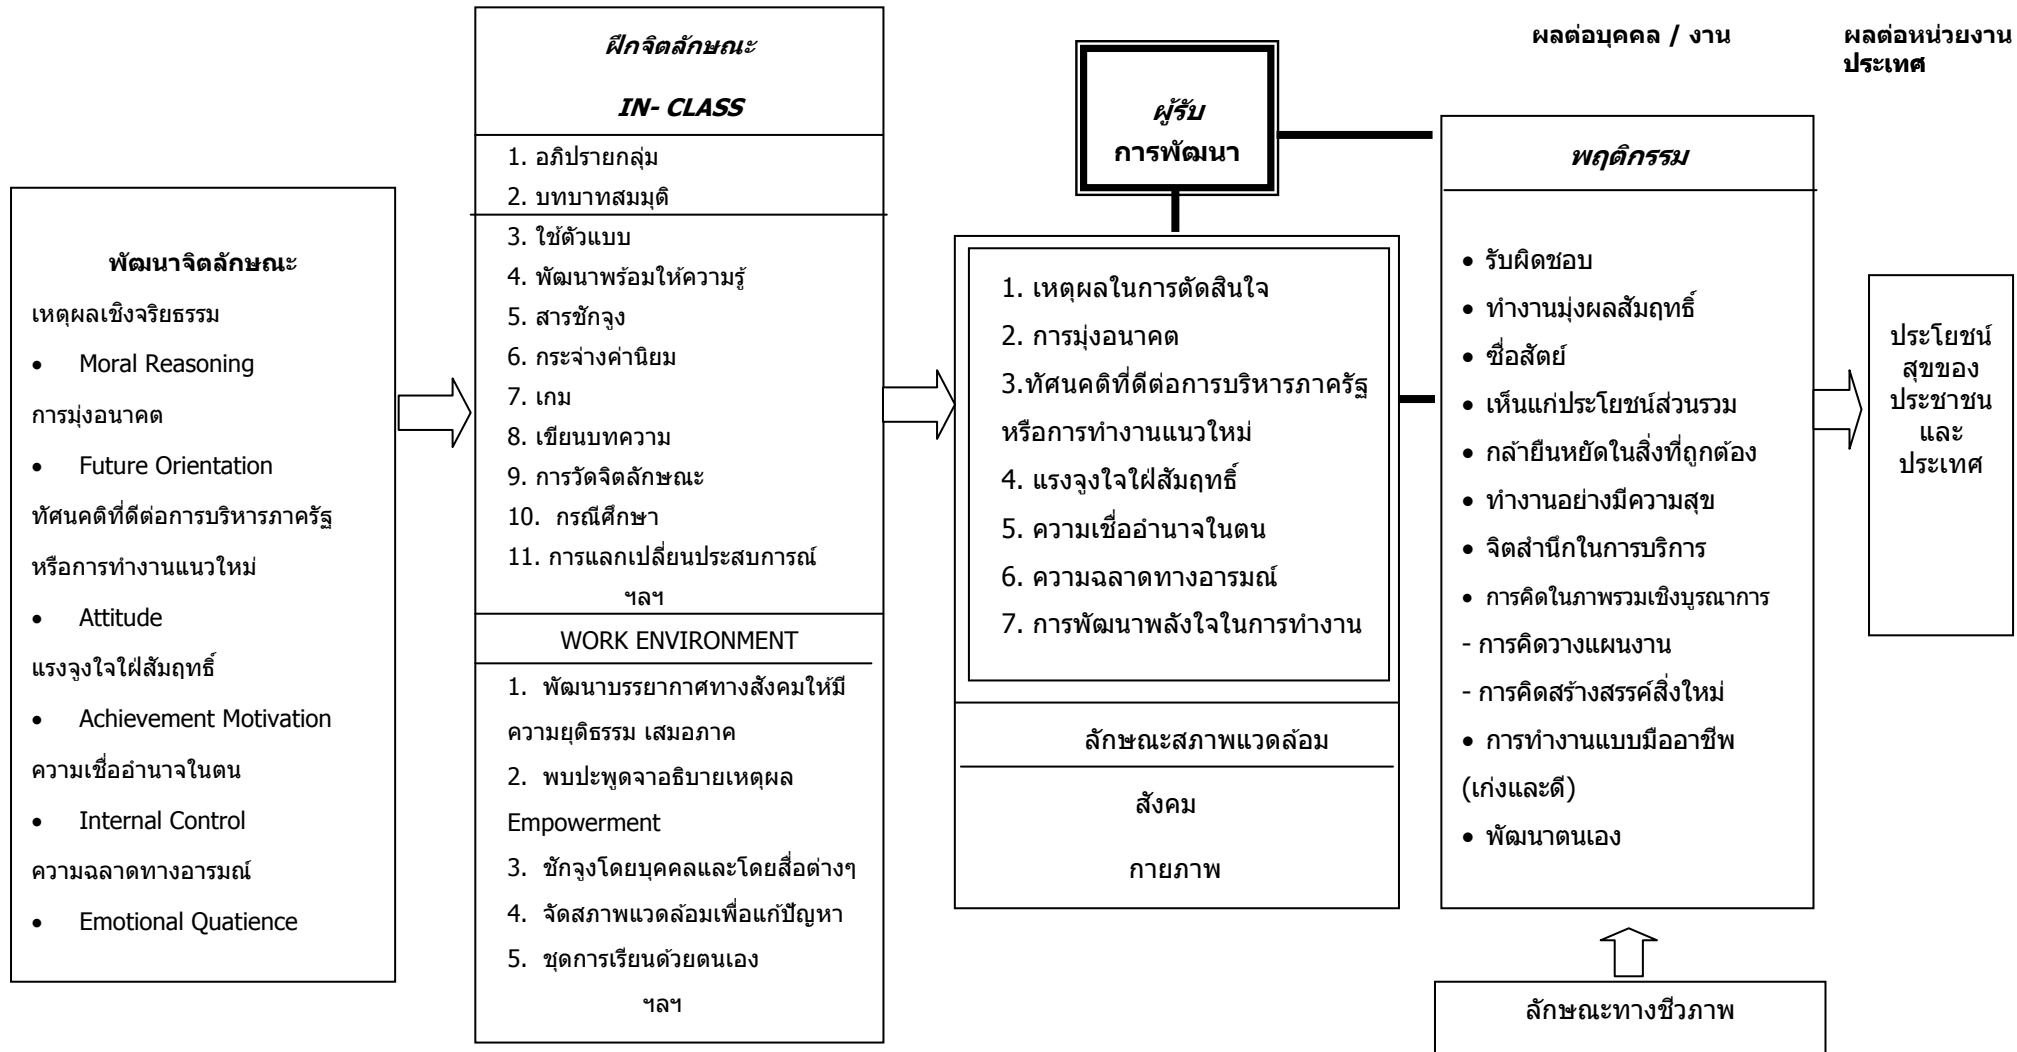 พัฒนาจิตลักษณะ
เหตุผลเชิงจริยธรรม
• Moral Reasoning
การมุ่งอนาคต
• Future Orientation
ทัศนคติที่ดีต่อการบริหารภาครัฐ
หรือการทำงานแนวใหม่
• Attitude
แรงจูงใจใฝ่สัมฤทธิ์
• Achievement Motivation
ความเชื่ออำนาจในตน
• Internal Control
ความฉลาดทางอารมณ์
• Emotional Quatience
ฝึกจิตลักษณะ
IN- CLASS
1. อภิปรายกลุ่ม
2. บทบาทสมมุติ
3. ใช้ตัวแบบ
4. พัฒนาพร้อมให้ความรู้
5. สารชักจูง
6. กระจ่างค่านิยม
7. เกม
8. เขียนบทความ
9. การวัดจิตลักษณะ
10. กรณีศึกษา
11. การแลกเปลี่ยนประสบการณ์
ฯลฯ
WORK ENVIRONMENT
1. พัฒนาบรรยากาศทางสังคมให้มี
ความยุติธรรม เสมอภาค
2. พบปะพูดจาอธิบายเหตุผล
Empowerment
3. ชักจูงโดยบุคคลและโดยสื่อต่างๆ
4. จัดสภาพแวดล้อมเพื่อแก้ปัญหา
5. ชุดการเรียนด้วยตนเอง
ฯลฯ
ผู้รับ
การพัฒนา
1. เหตุผลในการตัดสินใจ
2. การมุ่งอนาคต
3.ทัศนคติที่ดีต่อการบริหารภาครัฐ
หรือการทำงานแนวใหม่
4. แรงจูงใจใฝ่สัมฤทธิ์
5. ความเชื่ออำนาจในตน
6. ความฉลาดทางอารมณ์
7. การพัฒนาพลังใจในการทำงาน
ลักษณะสภาพแวดล้อม
สังคม
กายภาพ
ผลต่อบุคคล / งาน
พฤติกรรม
• รับผิดชอบ
• ทำงานมุ่งผลสัมฤทธิ์
• ซื่อสัตย์
• เห็นแก่ประโยชน์ส่วนรวม
• กล้ายืนหยัดในสิ่งที่ถูกต้อง
• ทำงานอย่างมีความสุข
• จิตสำนึกในการบริการ
• การคิดในภาพรวมเชิงบูรณาการ
- การคิดวางแผนงาน
- การคิดสร้างสรรค์สิ่งใหม่
• การทำงานแบบมืออาชีพ
(เก่งและดี)
• พัฒนาตนเอง
ลักษณะทางชีวภาพ
ผลต่อหน่วยงาน
ประเทศ
ประโยชน์
สุขของ
ประชาชน
และ
ประเทศ